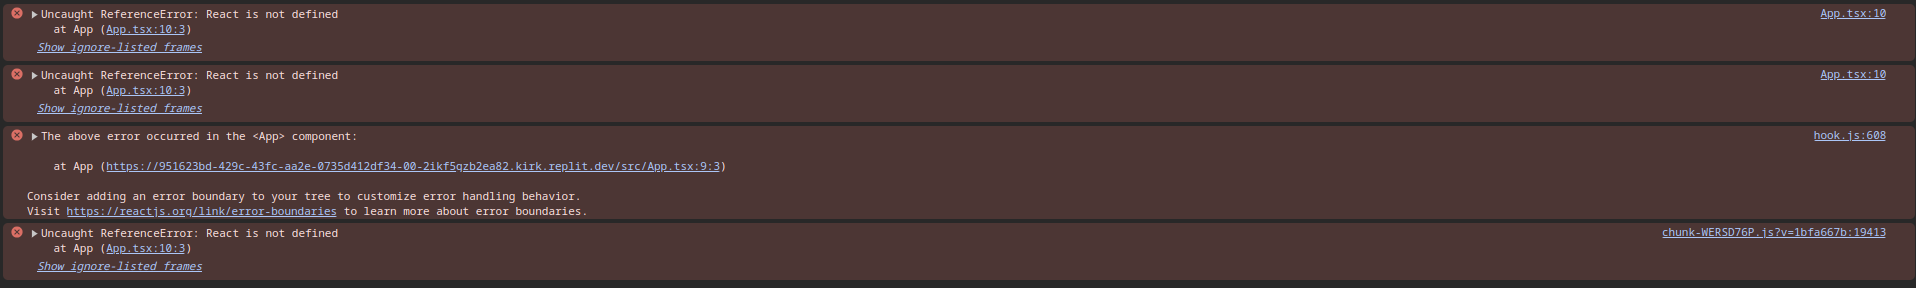 Uncaught ReferenceError: React is not defined App.tsx:10
at App (App.tsx:10:3)
Show ignore-listed frames
Uncaught ReferenceError: React is not defined App.tsx:10
at App (App.tsx:10:3)
Show ignore-listed frames
The above error occurred in the <App> component: hook.js:608
at App (https://951623bd-429c-43fc-aa2e-0735d412df34-00-2ikf5gzb2ea82.kirk.replit.dev/src/App.tsx:9:3)
Consider adding an error boundary to your tree to customize error handling behavior.
Visit https://reactjs.org/link/error-boundaries to learn more about error boundaries.
Uncaught ReferenceError: React is not defined chunk-WERSD76P.js?v=1bfa667b:19413
at App (App.tsx:10:3)
Show ignore-listed frames